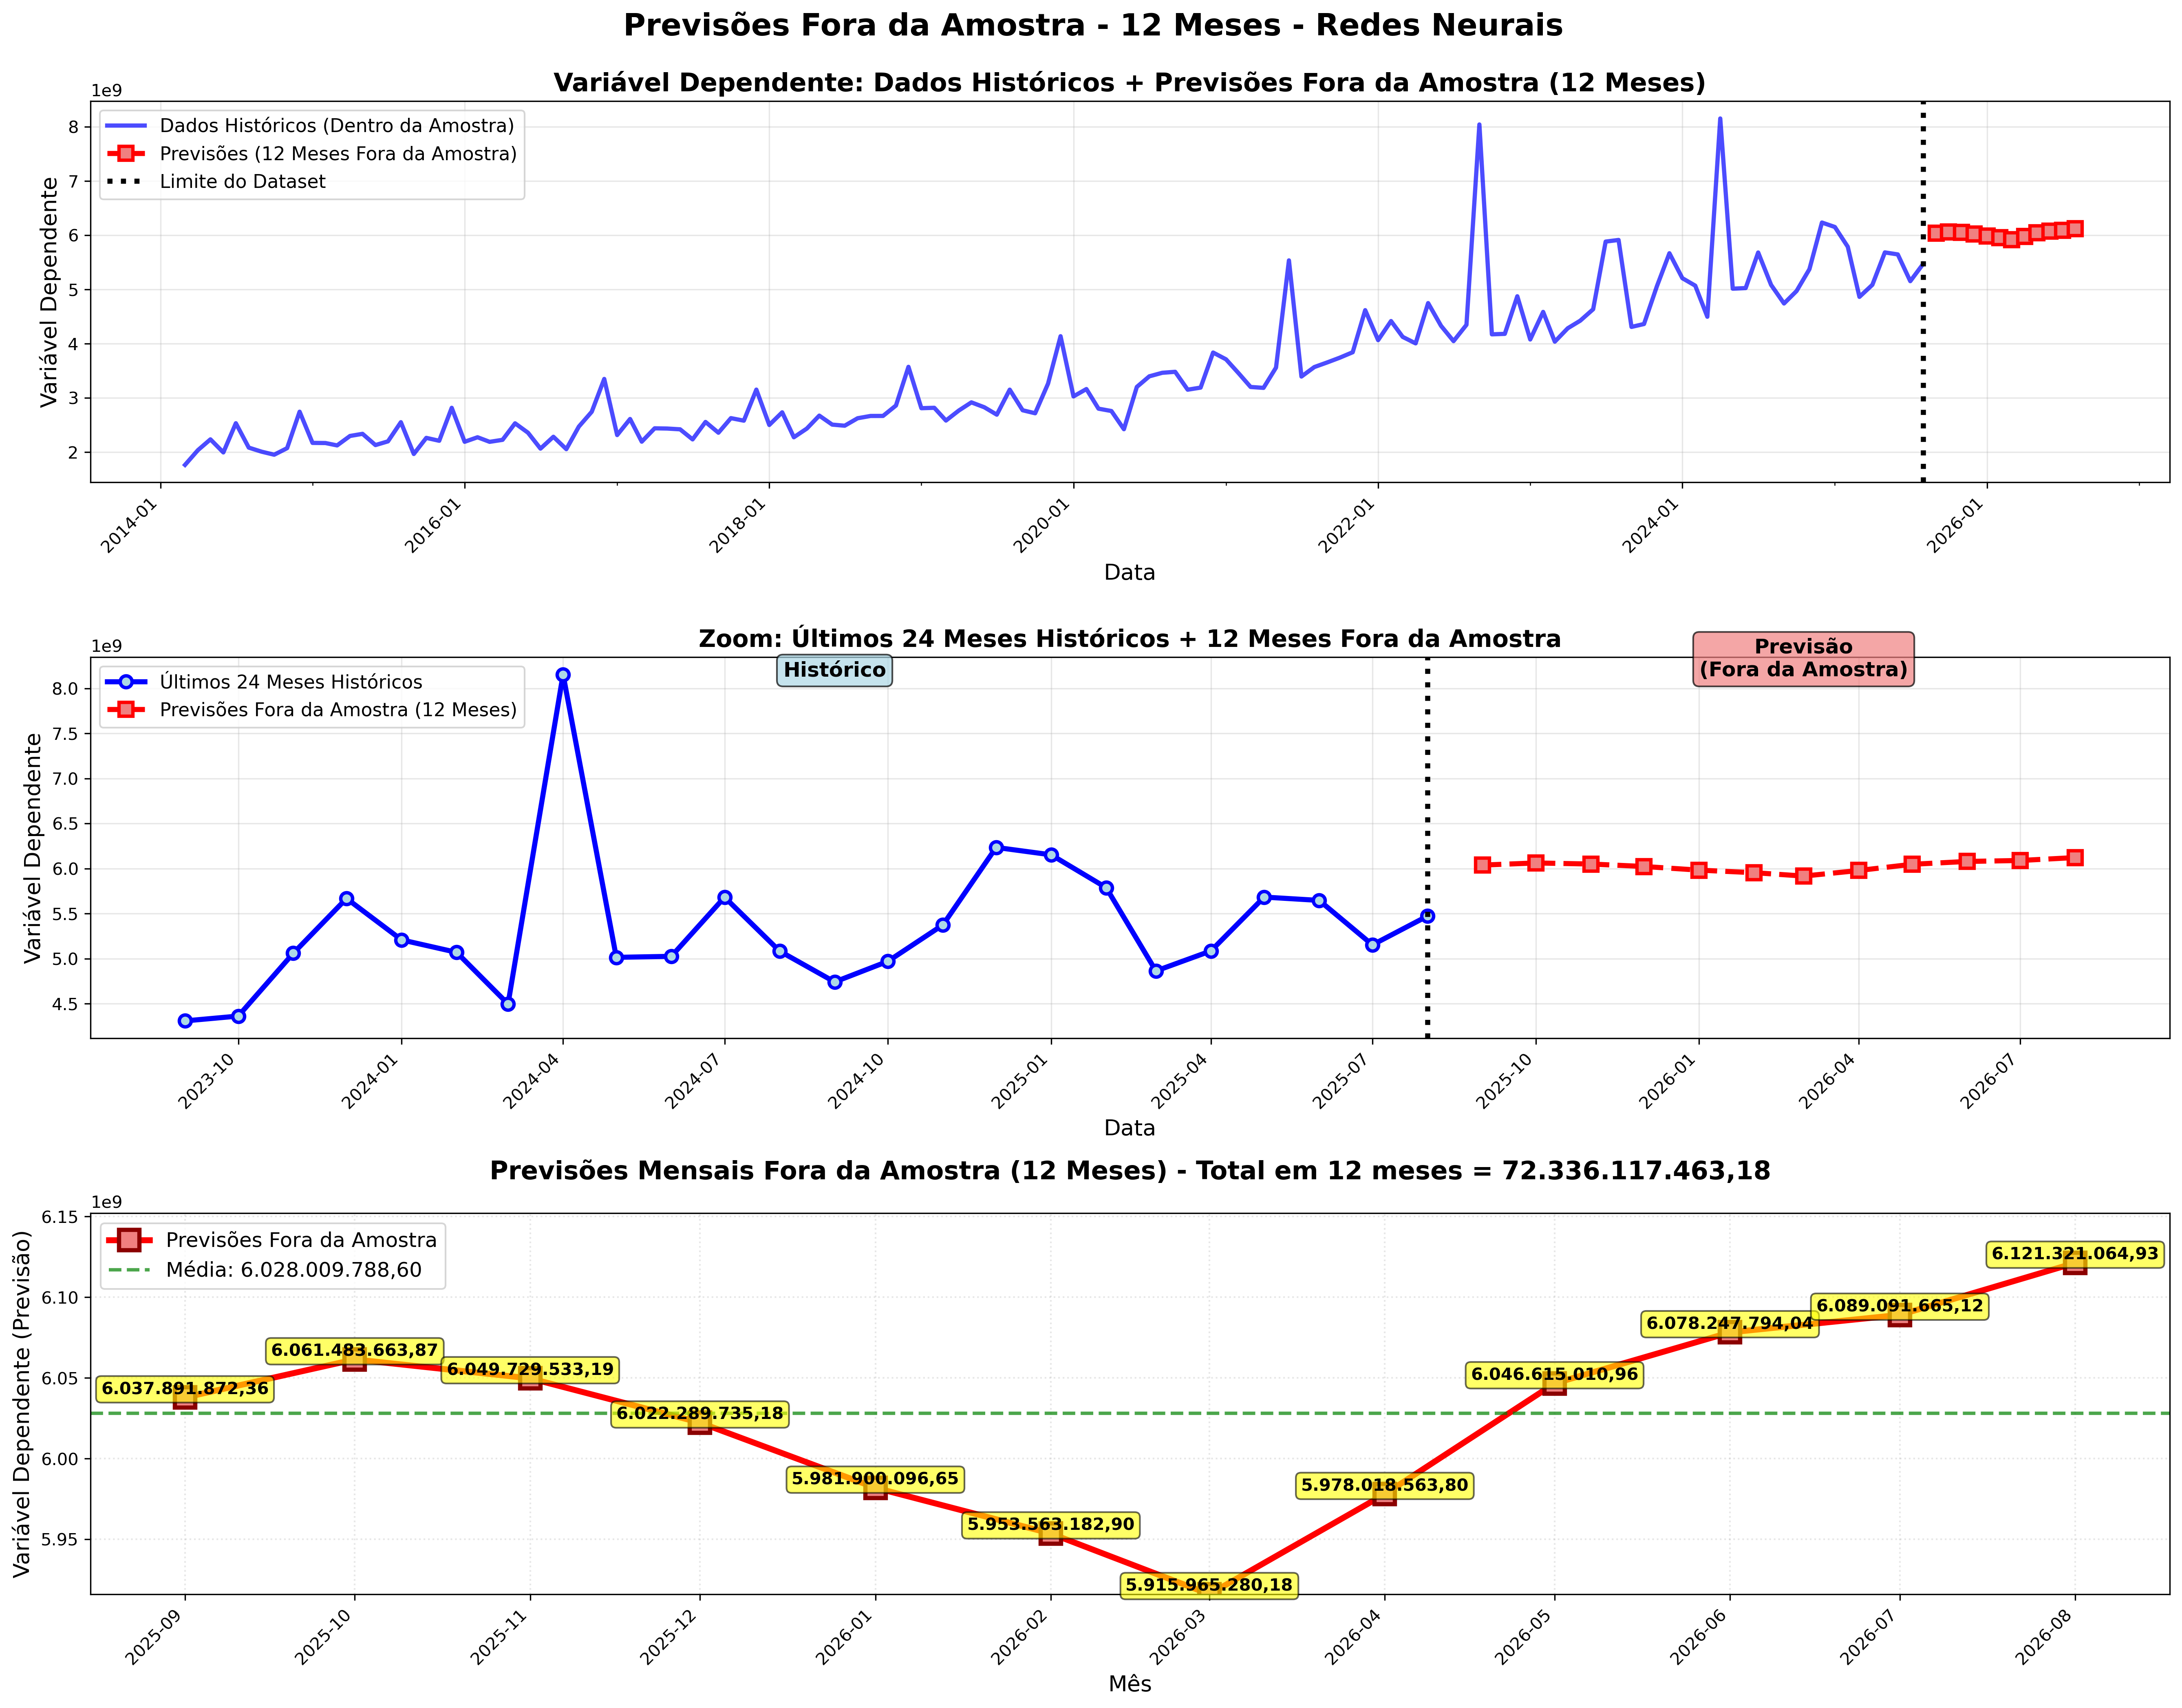 Previsões Fora da Amostra - 12 Meses - Redes Neurais
Variável Dependente: Dados Históricos + Previsões Fora da Amostra (12 Meses)
1e9
Dados Históricos (Dentro da Amostra)
Previsões (12 Meses Fora da Amostra)
Limite do Dataset
Variável Dependente
8
7
6
5
4
3
2
2014-01
2016-01
2018-01
2020-01
2022-01
2024-01
2026-01
Data
Zoom: Últimos 24 Meses Históricos + 12 Meses Fora da Amostra
1e9
Últimos 24 Meses Históricos
Previsões Fora da Amostra (12 Meses)
Histórico
Previsão
(Fora da Amostra)
Variável Dependente
8.0
7.5
7.0
6.5
6.0
5.5
5.0
4.5
2023-10
2024-01
2024-04
2024-07
2024-10
2025-01
2025-04
2025-07
2025-10
2026-01
2026-04
2026-07
Data
Previsões Mensais Fora da Amostra (12 Meses) - Total em 12 meses = 72.336.117.463,18
1e9
Previsões Fora da Amostra
Média: 6.028.009.788,60
Variável Dependente (Previsão)
6.15
6.10
6.05
6.00
5.95
6.037.891.872,36
6.061.483.663,87
6.049.729.533,19
6.022.289.735,18
5.981.900.096,65
5.953.563.182,90
5.915.965.280,18
5.978.018.563,80
6.046.615.010,96
6.078.247.794,04
6.089.091.665,12
6.121.321.064,93
2025-09
2025-10
2025-11
2025-12
2026-01
2026-02
2026-03
2026-04
2026-05
2026-06
2026-07
2026-08
Mês